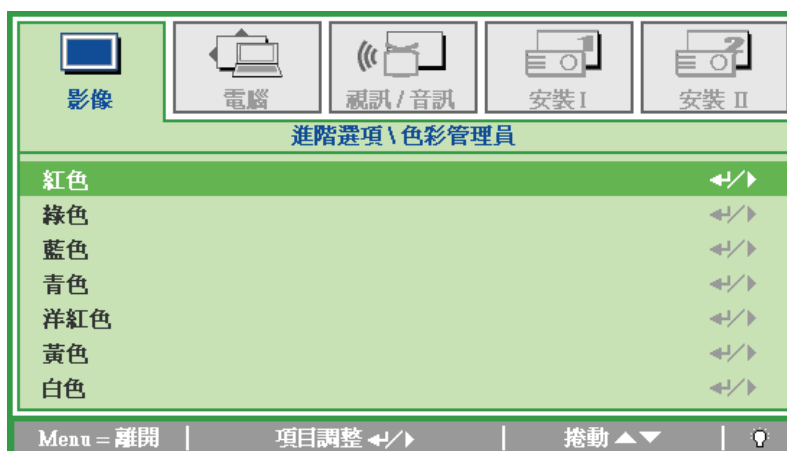 影像
電腦
視訊 / 音訊
安裝 I
安裝 II
進階選項 \ 色彩管理員
紅色
綠色
藍色
青色
洋紅色
黃色
白色
Menu = 離開 項目調整 捲動